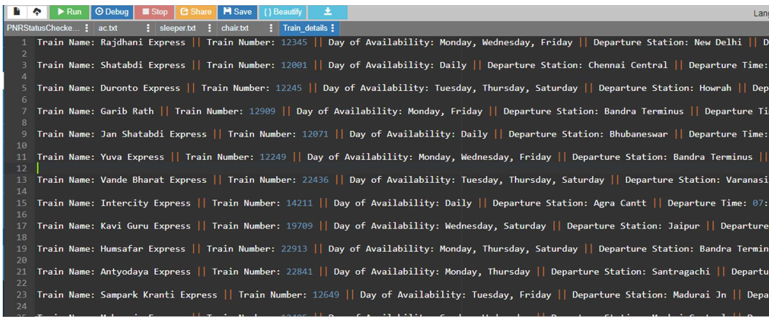 Run Debug Stop Share Save { } Beautify Lan
PNRStatusChecke... ac.txt sleeper.txt chair.txt Train_details
1 Train Name: Rajdhani Express || Train Number: 12345 || Day of Availability: Monday, Wednesday, Friday || Departure Station: New Delhi || D
2
3 Train Name: Shatabdi Express || Train Number: 12001 || Day of Availability: Daily || Departure Station: Chennai Central || Departure Time:
4
5 Train Name: Duronto Express || Train Number: 12245 || Day of Availability: Tuesday, Thursday, Saturday || Departure Station: Howrah || Dep
6
7 Train Name: Garib Rath || Train Number: 12909 || Day of Availability: Monday, Friday || Departure Station: Bandra Terminus || Departure Ti
8
9 Train Name: Jan Shatabdi Express || Train Number: 12071 || Day of Availability: Daily || Departure Station: Bhubaneswar || Departure Time:
10
11 Train Name: Yuva Express || Train Number: 12249 || Day of Availability: Monday, Wednesday, Friday || Departure Station: Bandra Terminus ||
12
13 Train Name: Vande Bharat Express || Train Number: 22436 || Day of Availability: Tuesday, Thursday, Saturday || Departure Station: Varanasi
14
15 Train Name: Intercity Express || Train Number: 14211 || Day of Availability: Daily || Departure Station: Agra Cantt || Departure Time: 07:
16
17 Train Name: Kavi Guru Express || Train Number: 19709 || Day of Availability: Wednesday, Saturday || Departure Station: Jaipur || Departure
18
19 Train Name: Humsafar Express || Train Number: 22913 || Day of Availability: Monday, Thursday, Saturday || Departure Station: Bandra Termin
20
21 Train Name: Antyodaya Express || Train Number: 22841 || Day of Availability: Monday, Thursday || Departure Station: Santragachi || Departu
22
23 Train Name: Sampark Kranti Express || Train Number: 12649 || Day of Availability: Tuesday, Friday || Departure Station: Madurai Jn || Depa
24